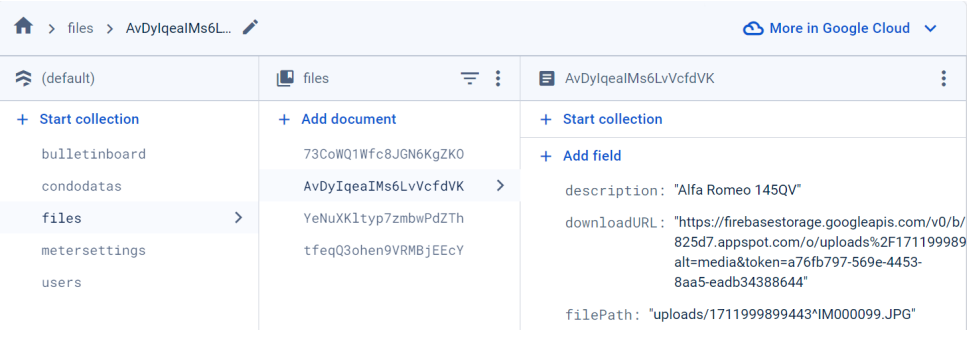 files AvDyIqeaIMs6L... More in Google Cloud
(default)
files
AvDyIqeaIMs6LvVcfdVK
+ Start collection
bulletinboard
condodatas
files
metersettings
users
+ Add document
73CoWQ1Wfc8JGN6KgZKO
AvDyIqeaIMs6LvVcfdVK
YeNuXKltyp7zmbwPdZTh
tfeqQ3ohen9VRMBjEEcY
+ Start collection
+ Add field
description: "Alfa Romeo 145QV"
downloadURL: "https://firebasestorage.googleapis.com/v0/b/
825d7.appspot.com/o/uploads%2F171199989
alt=media&token=a76fb797-569e-4453-
8aa5-eadb34388644"
filePath: "uploads/1711999899443^IM000099.JPG"